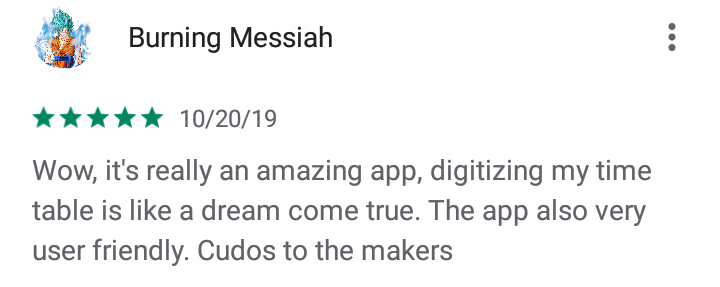 Burning Messiah
10/20/19
Wow, it's really an amazing app, digitizing my time
table is like a dream come true. The app also very
user friendly. Cudos to the makers